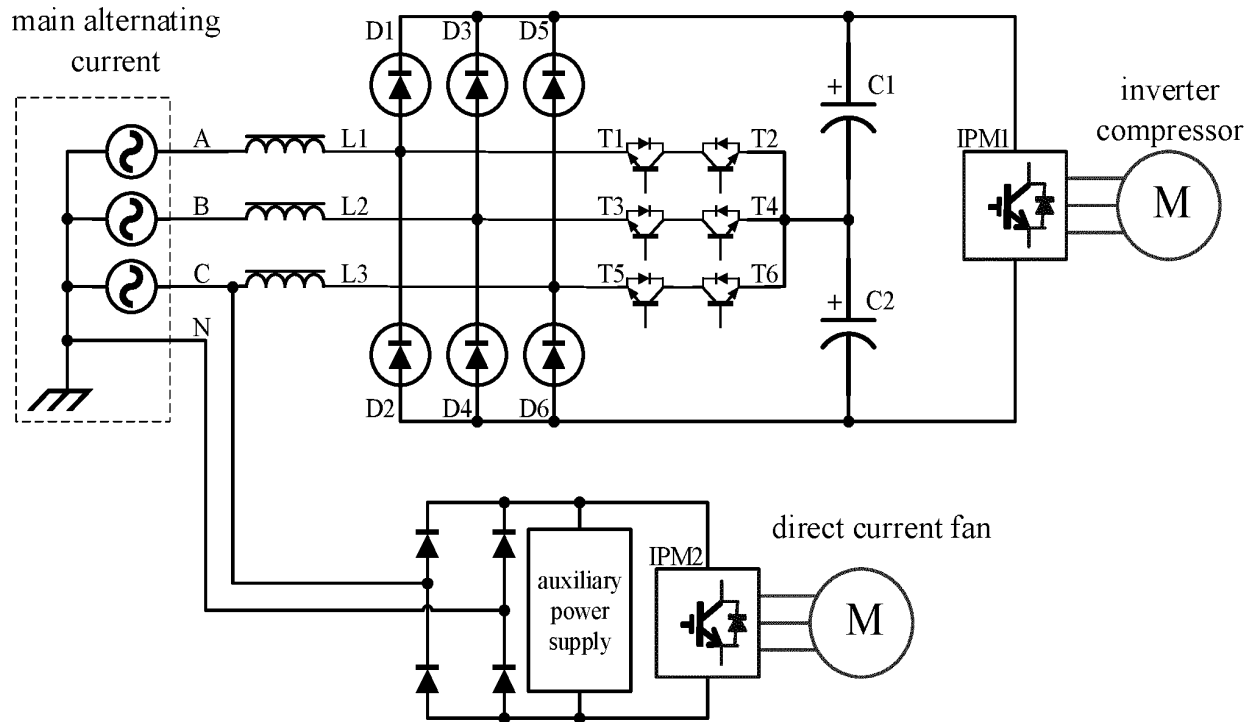 main alternating
current
D1
D3
D5
A
L1
B
L2
C
L3
N
D2
D4
D6
T1
T2
T3
T4
T5
T6
+
C1
+
C2
IPM1
inverter
compressor
M
auxiliary
power
supply
IPM2
direct current fan
M